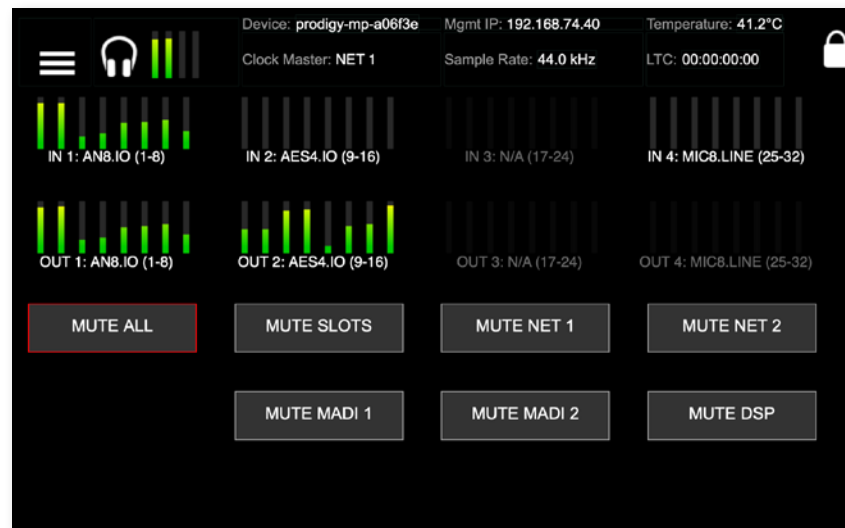 Device: prodigy-mp-a06f3e Mgmt IP: 192.168.74.40 Temperature: 41.2°C
Clock Master: NET 1 Sample Rate: 44.0 kHz LTC: 00:00:00:00
IN 1: AN8.IO (1-8) IN 2: AES4.IO (9-16) IN 3: N/A (17-24) IN 4: MIC8.LINE (25-32)
OUT 1: AN8.IO (1-8) OUT 2: AES4.IO (9-16) OUT 3: N/A (17-24) OUT 4: MIC8.LINE (25-32)
MUTE ALL MUTE SLOTS MUTE NET 1 MUTE NET 2
MUTE MADI 1 MUTE MADI 2 MUTE DSP